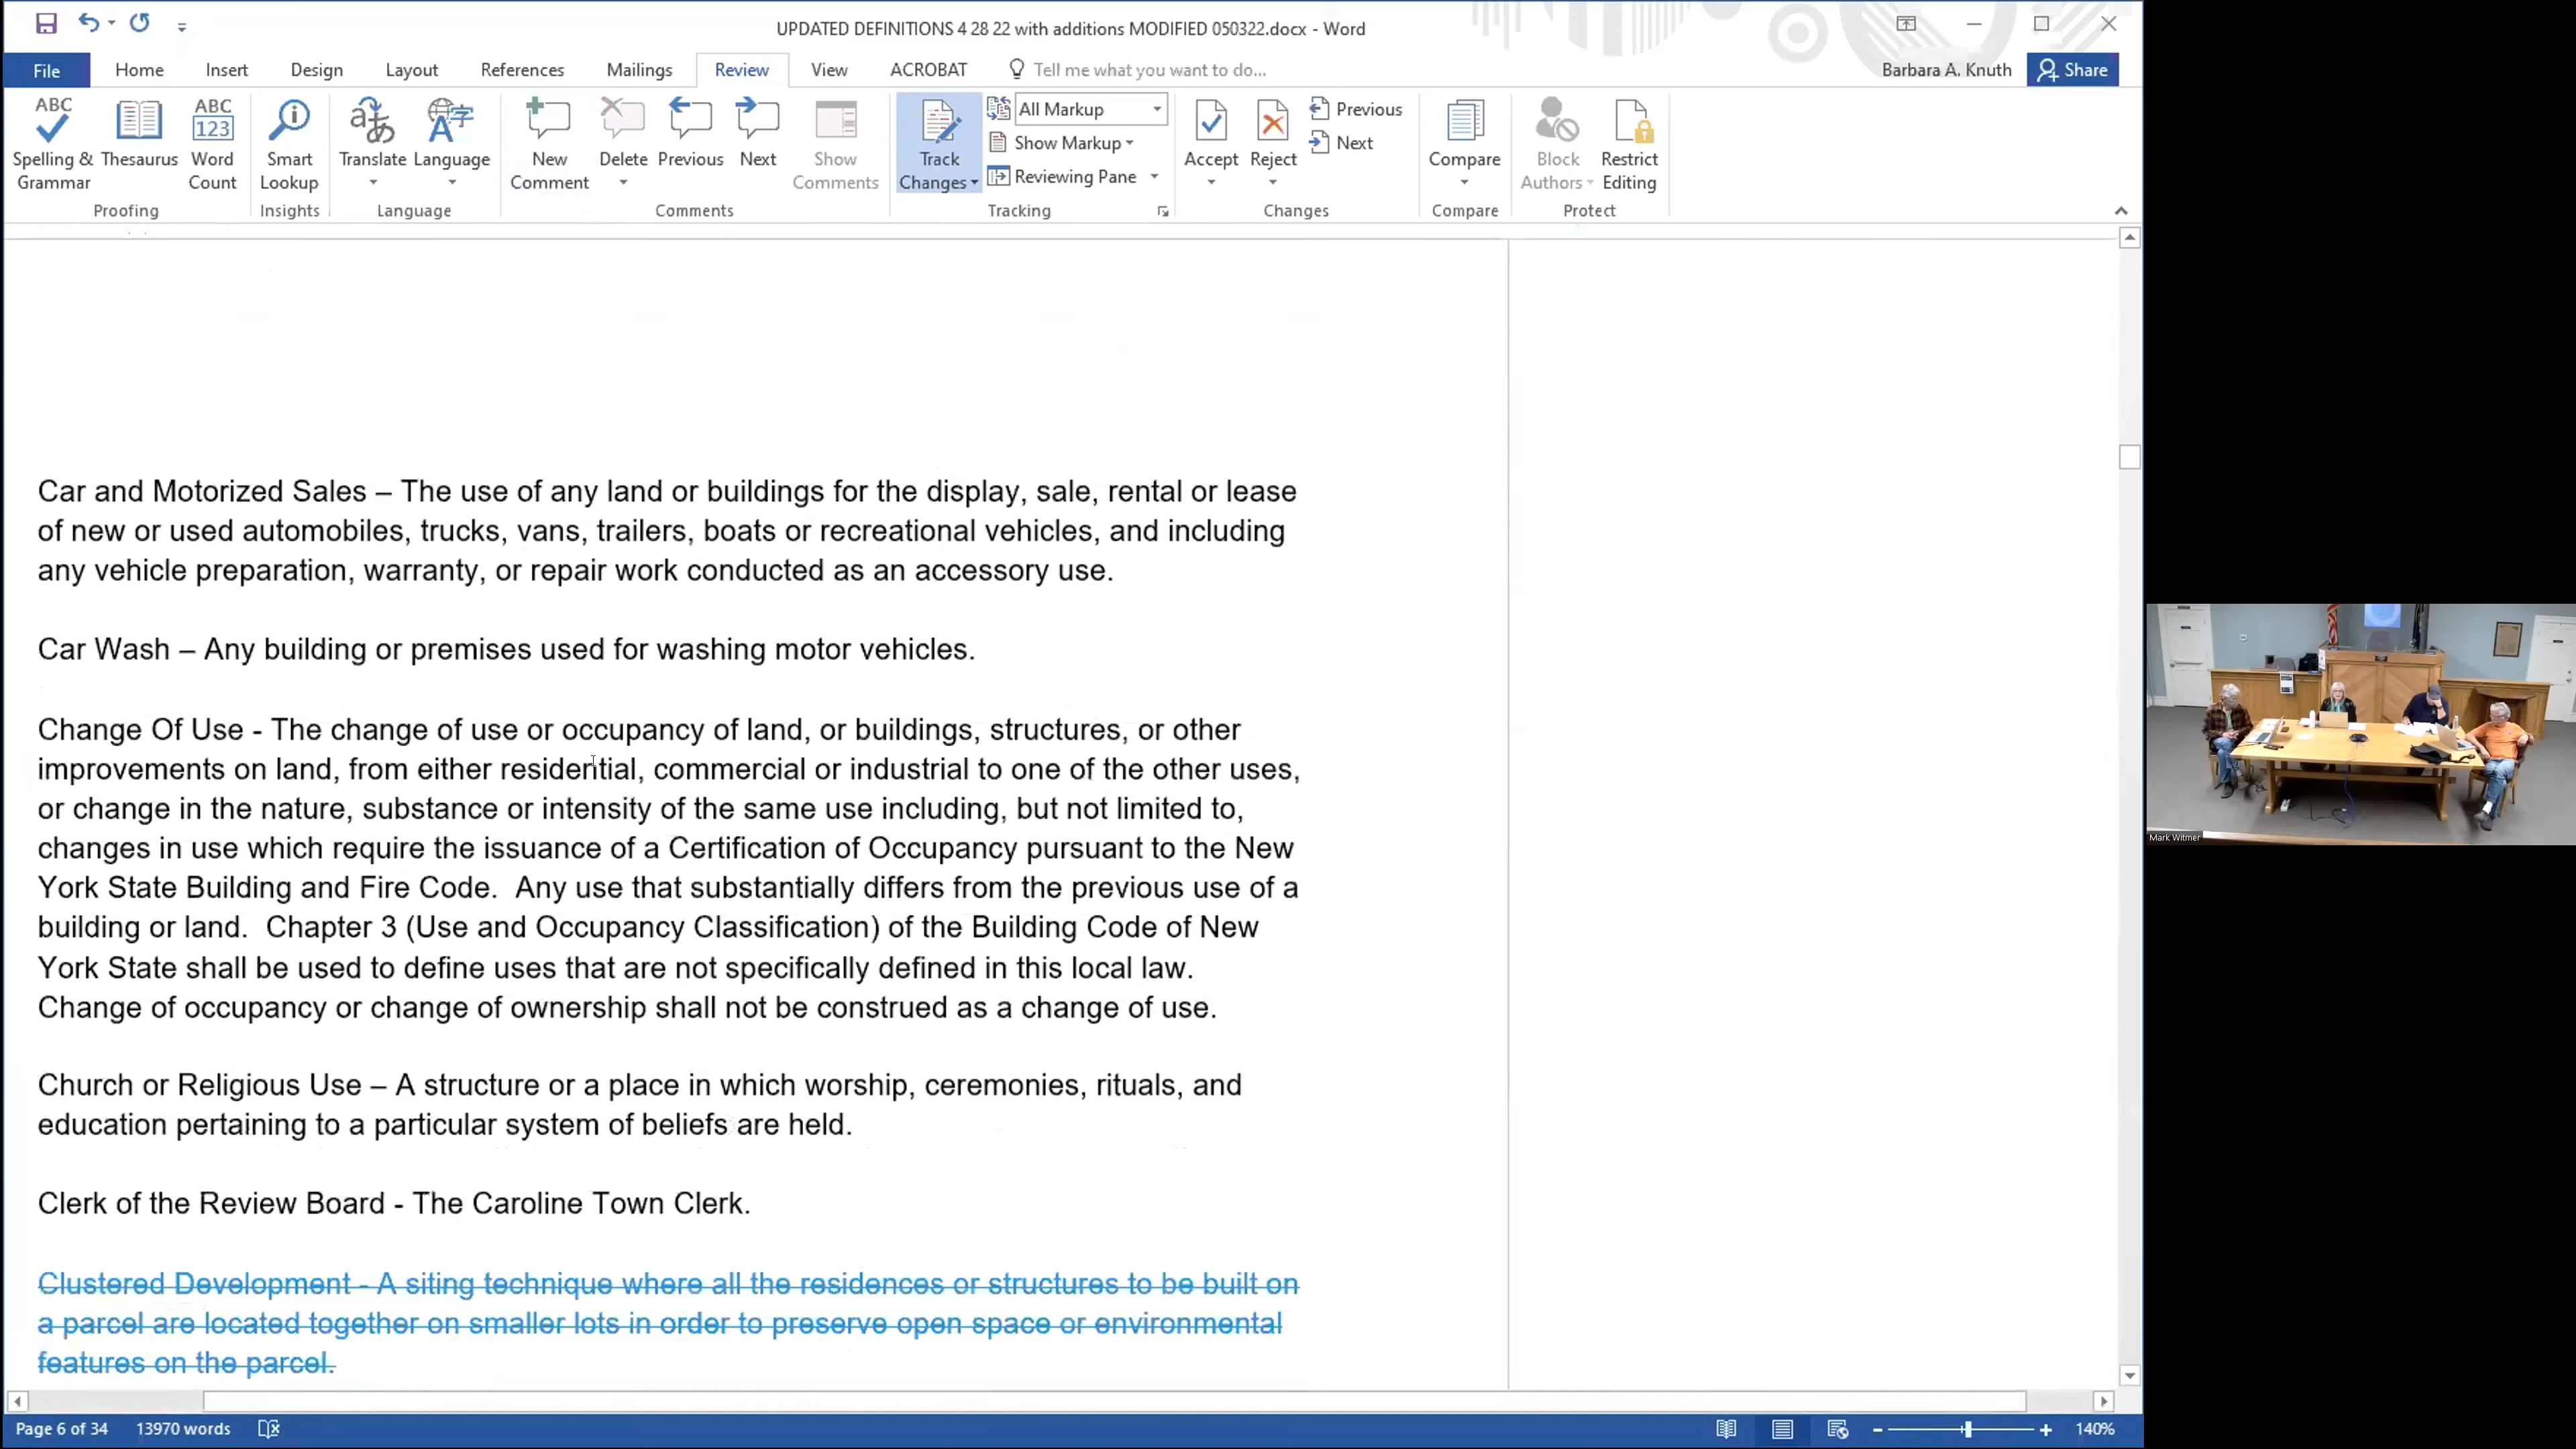 UPDATED DEFINITIONS 4 28 22 with additions MODIFIED 050322.docx - Word
File Home Insert Design Layout References Mailings Review View ACROBAT Tell me what you want to do... Barbara A. Knuth Share
ABC
Spelling &
Grammar
Thesaurus
ABC
123
Word
Count
Proofing
Smart
Lookup
Insights
Translate
Language
Language
New
Comment
Delete
Previous
Next
Show
Comments
Comments
Track
Changes
All Markup
Show Markup
Reviewing Pane
Tracking
Accept
Reject
Previous
Next
Changes
Compare
Compare
Block
Authors
Restrict
Editing
Protect
Car and Motorized Sales – The use of any land or buildings for the display, sale, rental or lease
of new or used automobiles, trucks, vans, trailers, boats or recreational vehicles, and including
any vehicle preparation, warranty, or repair work conducted as an accessory use.
Car Wash – Any building or premises used for washing motor vehicles.
Change Of Use - The change of use or occupancy of land, or buildings, structures, or other
improvements on land, from either residential, commercial or industrial to one of the other uses,
or change in the nature, substance or intensity of the same use including, but not limited to,
changes in use which require the issuance of a Certification of Occupancy pursuant to the New
York State Building and Fire Code.  Any use that substantially differs from the previous use of a
building or land.  Chapter 3 (Use and Occupancy Classification) of the Building Code of New
York State shall be used to define uses that are not specifically defined in this local law.
Change of occupancy or change of ownership shall not be construed as a change of use.
Church or Religious Use – A structure or a place in which worship, ceremonies, rituals, and
education pertaining to a particular system of beliefs are held.
Clerk of the Review Board - The Caroline Town Clerk.
Clustered Development - A siting technique where all the residences or structures to be built on
a parcel are located together on smaller lots in order to preserve open space or environmental
features on the parcel.
Page 6 of 34 13970 words 140%
Mark Witmer